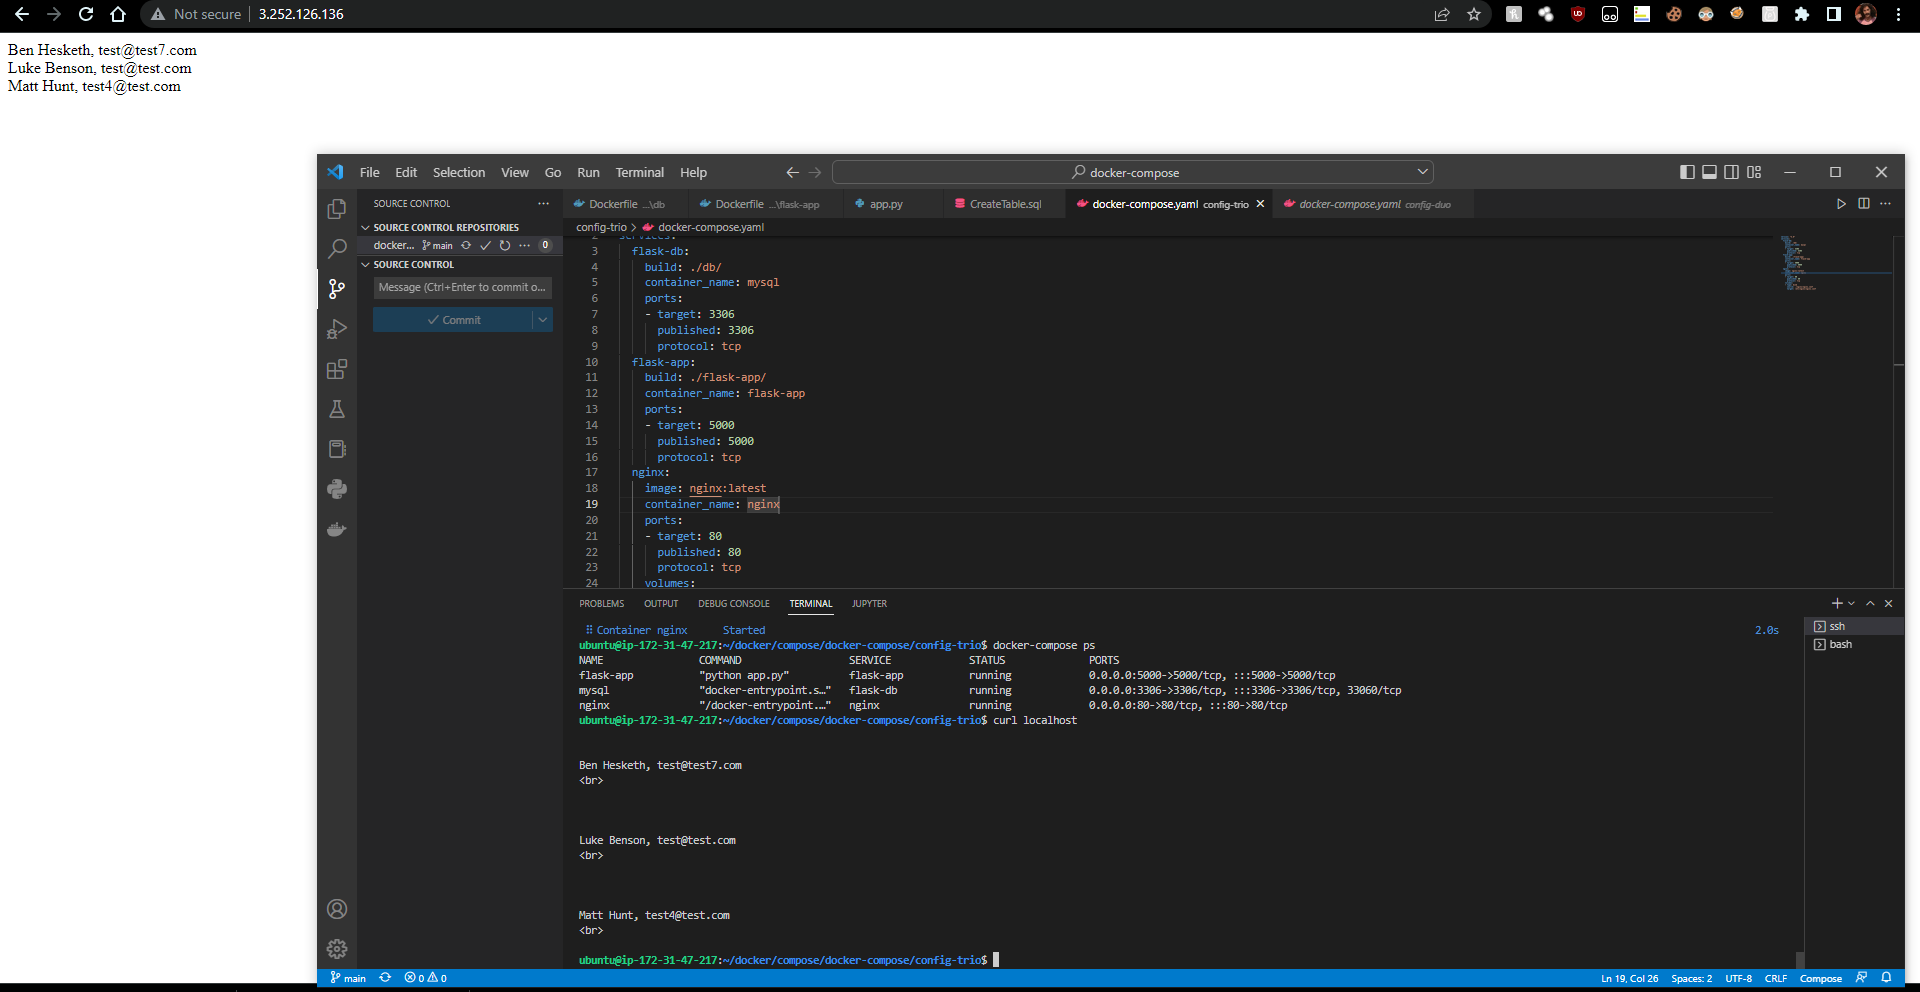 Not secure 3.252.126.136
Ben Hesketh, test@test7.com
Luke Benson, test@test.com
Matt Hunt, test4@test.com
File Edit Selection View Go Run Terminal Help
docker-compose
SOURCE CONTROL
Dockerfile ...\db
Dockerfile ...\flask-app
app.py
CreateTable.sql
docker-compose.yaml config-trio
docker-compose.yaml config-duo
SOURCE CONTROL REPOSITORIES
docker... main 0
SOURCE CONTROL
Message (Ctrl+Enter to commit o...
Commit
config-trio > docker-compose.yaml
2 services:
3 flask-db:
4 build: ./db/
5 container_name: mysql
6 ports:
7 - target: 3306
8 published: 3306
9 protocol: tcp
10 flask-app:
11 build: ./flask-app/
12 container_name: flask-app
13 ports:
14 - target: 5000
15 published: 5000
16 protocol: tcp
17 nginx:
18 image: nginx:latest
19 container_name: nginx
20 ports:
21 - target: 80
22 published: 80
23 protocol: tcp
24 volumes:
PROBLEMS OUTPUT DEBUG CONSOLE TERMINAL JUPYTER
ssh
bash
Container nginx Started 2.0s
ubuntu@ip-172-31-47-217:~/docker/compose/docker-compose/config-trio$ docker-compose ps
NAME COMMAND SERVICE STATUS PORTS
flask-app "python app.py" flask-app running 0.0.0.0:5000->5000/tcp, :::5000->5000/tcp
mysql "docker-entrypoint.s…" flask-db running 0.0.0.0:3306->3306/tcp, :::3306->3306/tcp, 33060/tcp
nginx "/docker-entrypoint.…" nginx running 0.0.0.0:80->80/tcp, :::80->80/tcp
ubuntu@ip-172-31-47-217:~/docker/compose/docker-compose/config-trio$ curl localhost
Ben Hesketh, test@test7.com
<br>
Luke Benson, test@test.com
<br>
Matt Hunt, test4@test.com
<br>
ubuntu@ip-172-31-47-217:~/docker/compose/docker-compose/config-trio$
main 0 0 Ln 19, Col 26 Spaces: 2 UTF-8 CRLF Compose